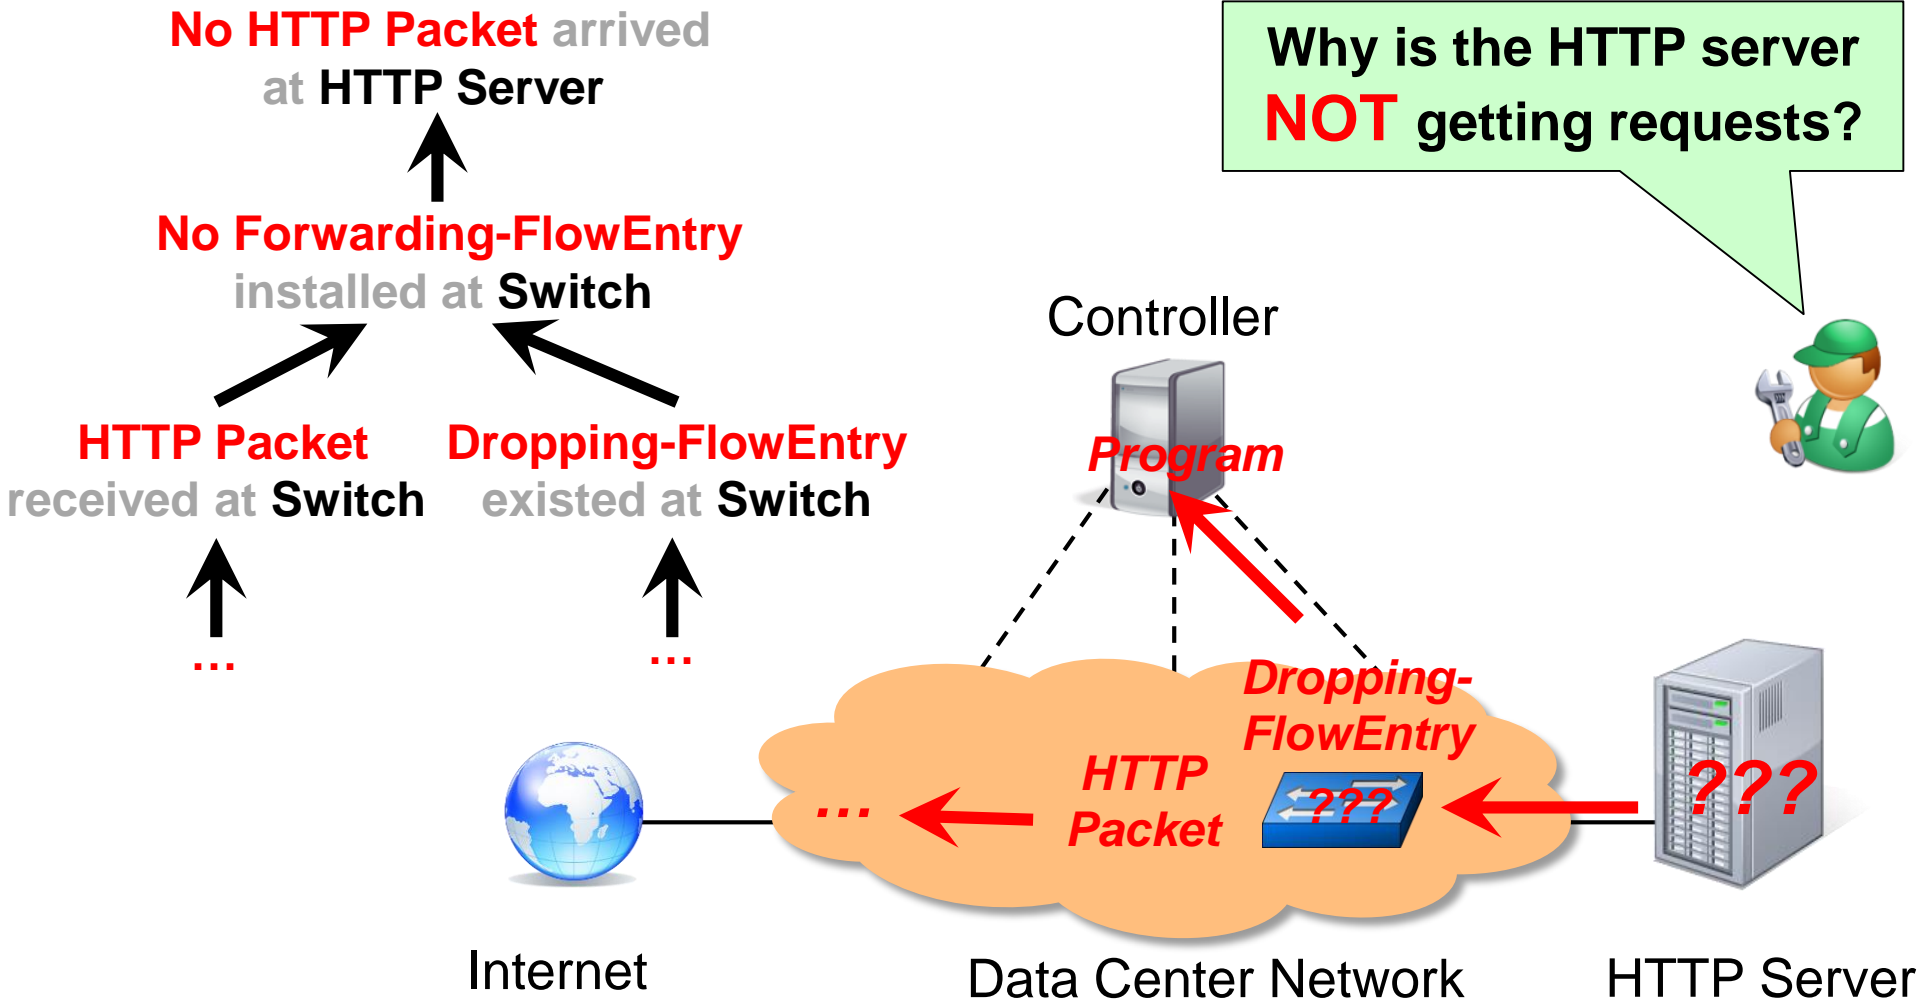 No HTTP Packet arrived
at HTTP Server
No Forwarding-FlowEntry
installed at Switch
HTTP Packet
received at Switch
...
Dropping-FlowEntry
existed at Switch
...
Why is the HTTP server
NOT getting requests?
Controller
Program
Dropping-
FlowEntry
HTTP
Packet
...
???
???
Internet
Data Center Network
HTTP Server